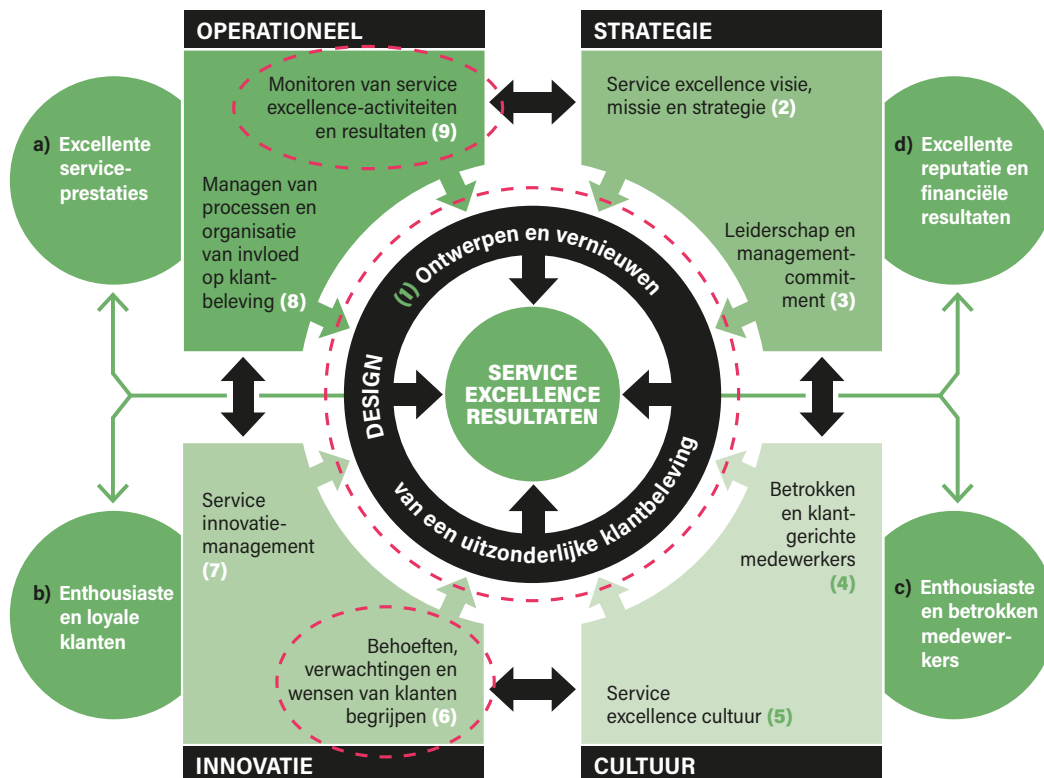 OPERATIONEEL
Monitoren van service
excellence-activiteiten
en resultaten (9)
Managen van
processen en
organisatie
van invloed
op klant-
beleving (8)
STRATEGIE
Service excellence visie,
missie en strategie (2)
Leiderschap en
management-
commit-
ment (3)
a) Excellente
service-
prestaties
d) Excellente
reputatie en
financiële
resultaten
(1) Ontwerpen en vernieuwen
DESIGN
van een uitzonderlijke klantbeleving
SERVICE
EXCELLENCE
RESULTATEN
b) Enthousiaste
en loyale
klanten
Service
innovatie-
management
(7)
Behoeften,
verwachtingen en
wensen van klanten
begrijpen (6)
INNOVATIE
Betrokken
en klant-
gerichte
medewerkers
(4)
Service
excellence cultuur (5)
CULTUUR
c) Enthousiaste
en betrokken
medewer-
kers